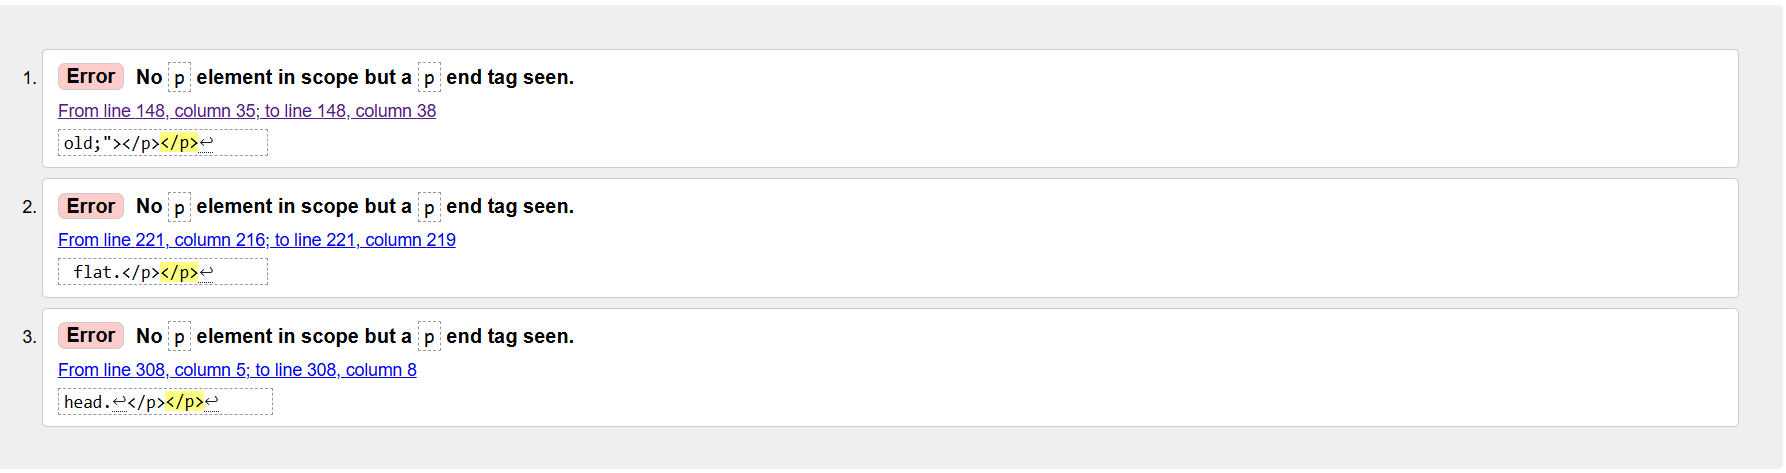 1. Error No p element in scope but a p end tag seen.
From line 148, column 35; to line 148, column 38
old;"></p></p>↩
2. Error No p element in scope but a p end tag seen.
From line 221, column 216; to line 221, column 219
flat.</p></p>↩
3. Error No p element in scope but a p end tag seen.
From line 308, column 5; to line 308, column 8
head.↩</p></p>↩